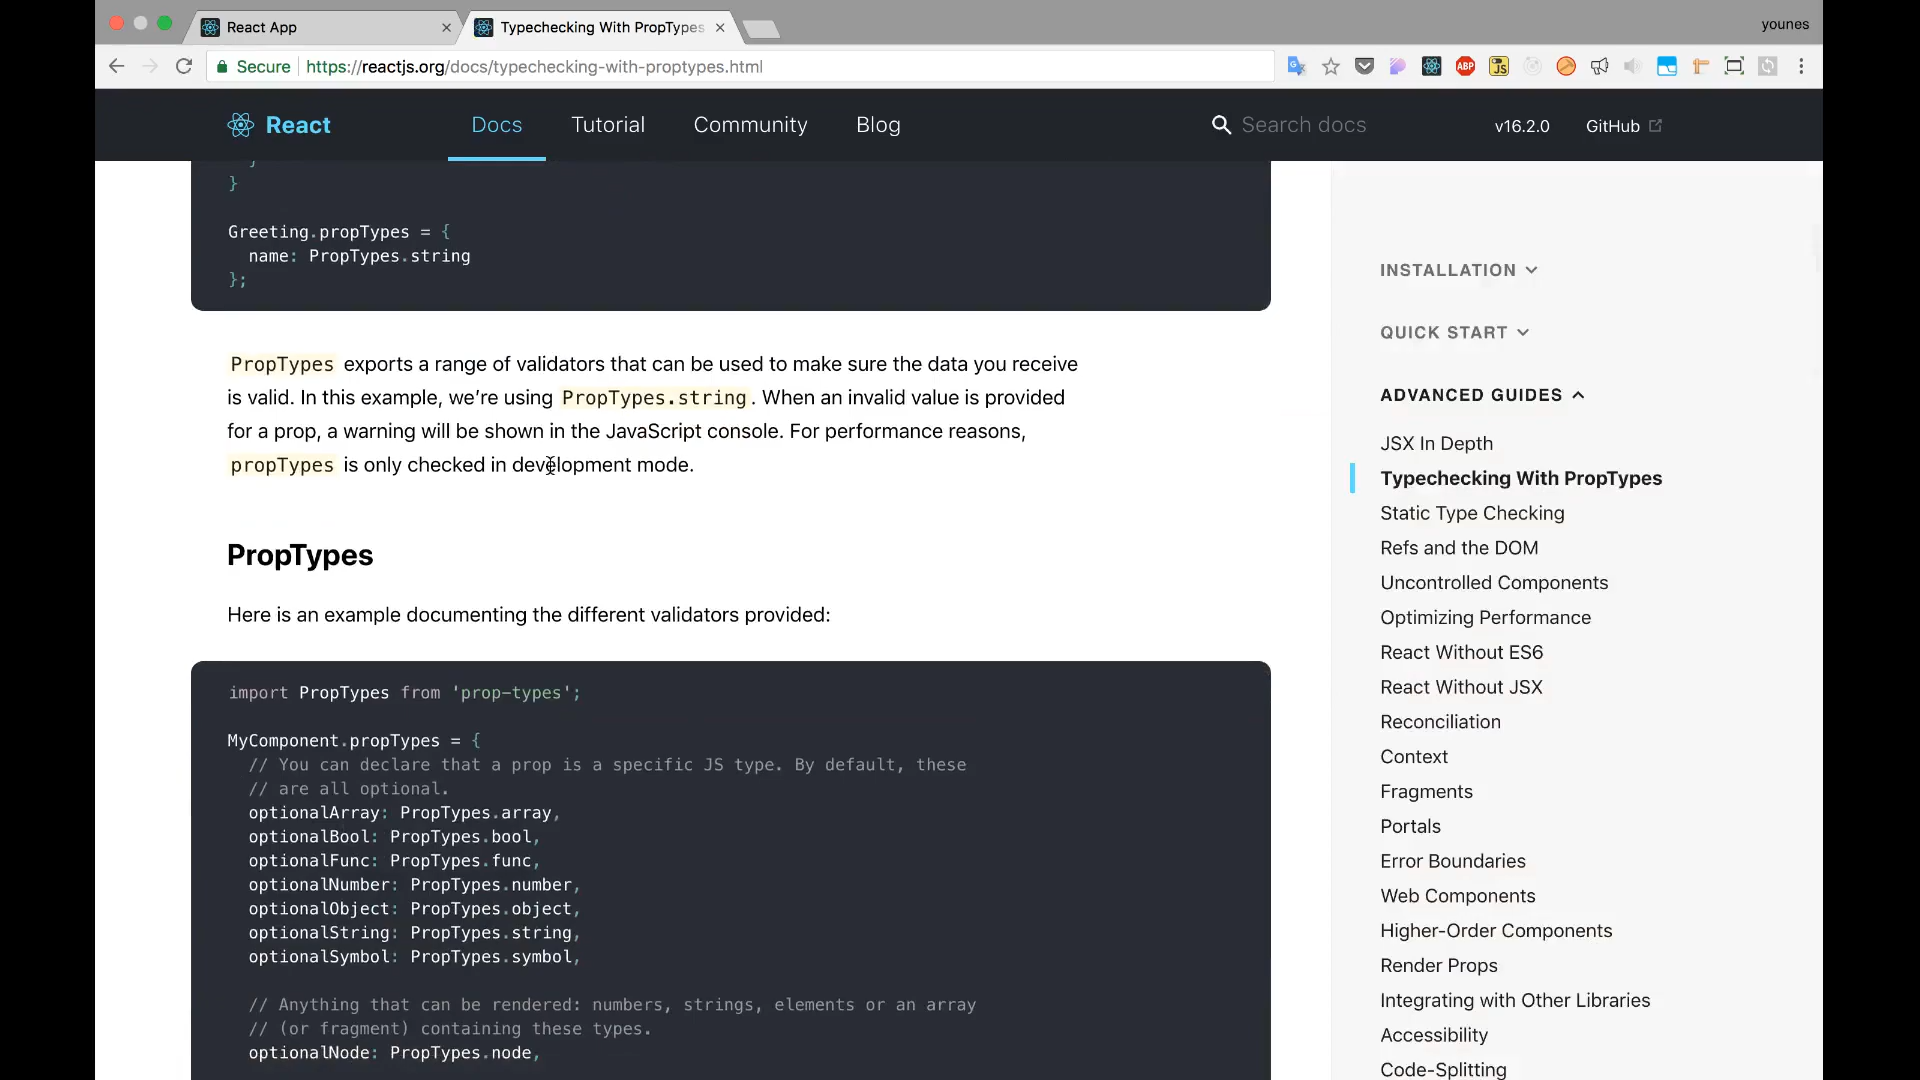 React App
Typechecking With PropTypes
younes
Secure https://reactjs.org/docs/typechecking-with-proptypes.html
ABP
JS
React
Docs
Tutorial
Community
Blog
Search docs
v16.2.0
GitHub
}
}
Greeting.propTypes = {
name: PropTypes.string
};
PropTypes exports a range of validators that can be used to make sure the data you receive
is valid. In this example, we’re using PropTypes.string. When an invalid value is provided
for a prop, a warning will be shown in the JavaScript console. For performance reasons,
propTypes is only checked in development mode.
PropTypes
Here is an example documenting the different validators provided:
import PropTypes from 'prop-types';
MyComponent.propTypes = {
// You can declare that a prop is a specific JS type. By default, these
// are all optional.
optionalArray: PropTypes.array,
optionalBool: PropTypes.bool,
optionalFunc: PropTypes.func,
optionalNumber: PropTypes.number,
optionalObject: PropTypes.object,
optionalString: PropTypes.string,
optionalSymbol: PropTypes.symbol,
// Anything that can be rendered: numbers, strings, elements or an array
// (or fragment) containing these types.
optionalNode: PropTypes.node,
INSTALLATION
QUICK START
ADVANCED GUIDES
JSX In Depth
Typechecking With PropTypes
Static Type Checking
Refs and the DOM
Uncontrolled Components
Optimizing Performance
React Without ES6
React Without JSX
Reconciliation
Context
Fragments
Portals
Error Boundaries
Web Components
Higher-Order Components
Render Props
Integrating with Other Libraries
Accessibility
Code-Splitting